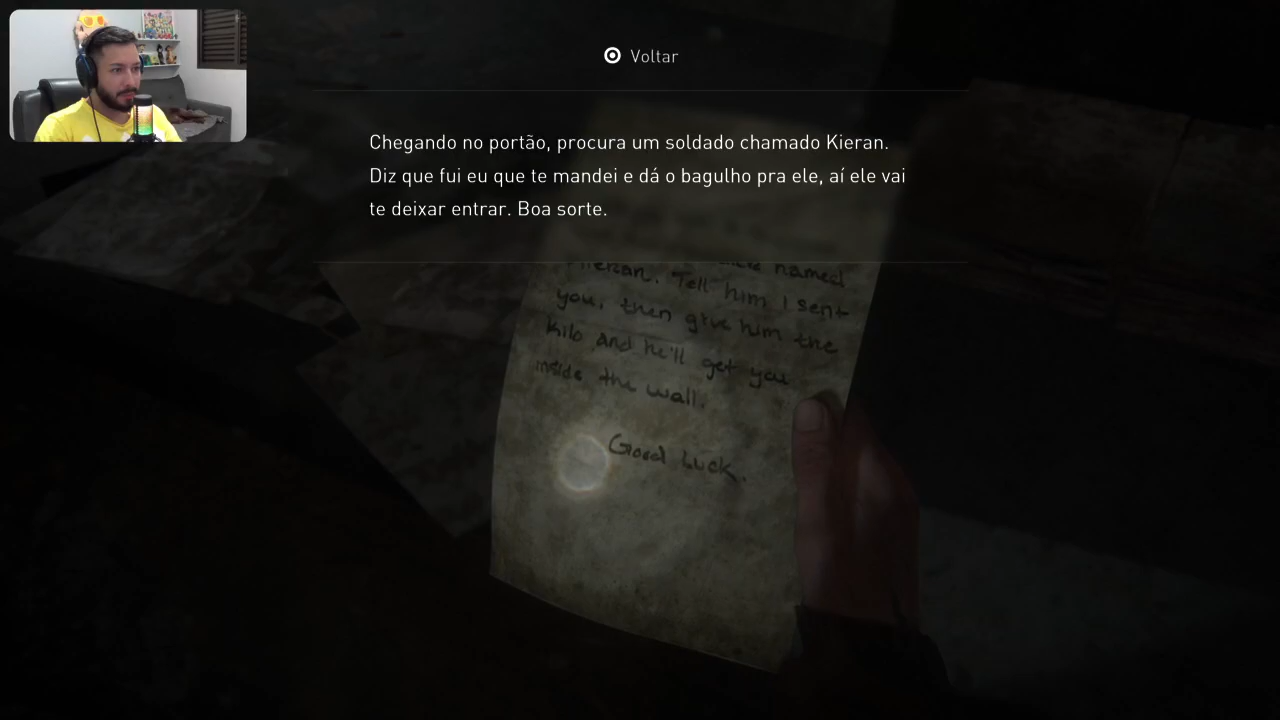 Voltar
Chegando no portão, procura um soldado chamado Kieran.
Diz que fui eu que te mandei e dá o bagulho pra ele, aí ele vai
te deixar entrar. Boa sorte.
named
Kieran. Tell him I sent
you, then give him the
Kilo and he'll get you
inside the wall.
Good Luck.